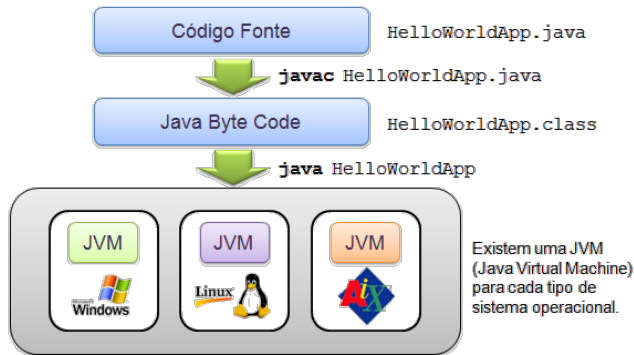 Código Fonte
HelloWorldApp.java
javac HelloWorldApp.java
Java Byte Code
HelloWorldApp.class
java HelloWorldApp
JVM
JVM
JVM
Microsoft
Windows
Linux
AIX
Existem uma JVM
(Java Virtual Machine)
para cada tipo de
sistema operacional.